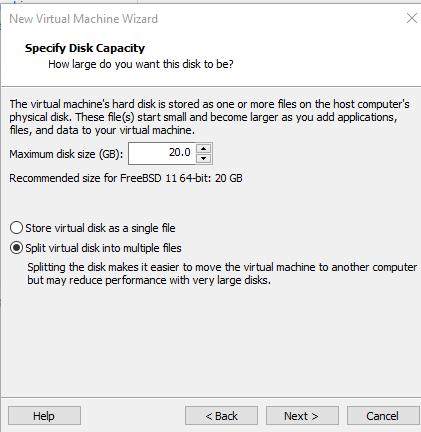 New Virtual Machine Wizard
Specify Disk Capacity
How large do you want this disk to be?
The virtual machine's hard disk is stored as one or more files on the host computer's
physical disk. These file(s) start small and become larger as you add applications,
files, and data to your virtual machine.
Maximum disk size (GB): 20.0
Recommended size for FreeBSD 11 64-bit: 20 GB
Store virtual disk as a single file
Split virtual disk into multiple files
Splitting the disk makes it easier to move the virtual machine to another computer
but may reduce performance with very large disks.
Help < Back Next > Cancel